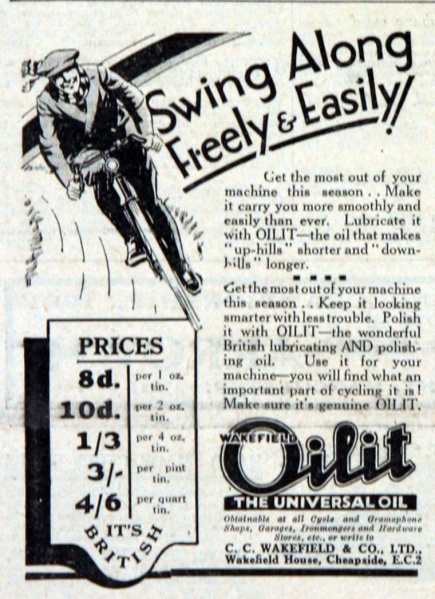 Swing Along
Freely & Easily!
Get the most out of your
machine this season . . Make
it carry you more smoothly and
easily than ever. Lubricate it
with OILIT—the oil that makes
"up-hills" shorter and "down-
hills" longer.
Get the most out of your machine
this season . . Keep it looking
smarter with less trouble. Polish
it with OILIT—the wonderful
British lubricating AND polish-
ing oil. Use it for your
machine—you will find what an
important part of cycling it is!
Make sure it's genuine OILIT.
PRICES
8d. per 1 oz. tin.
10d. per 2 oz. tin.
1/3 per 4 oz. tin.
3/- per pint tin.
4/6 per quart tin.
IT'S
BRITISH
WAKEFIELD
Oilit
THE UNIVERSAL OIL
Obtainable at all Cycle and Gramophone
Shops, Garages, Ironmongers and Hardware
Stores, etc., or write to
C. C. WAKEFIELD & CO., LTD.,
Wakefield House, Cheapside, E.C.2